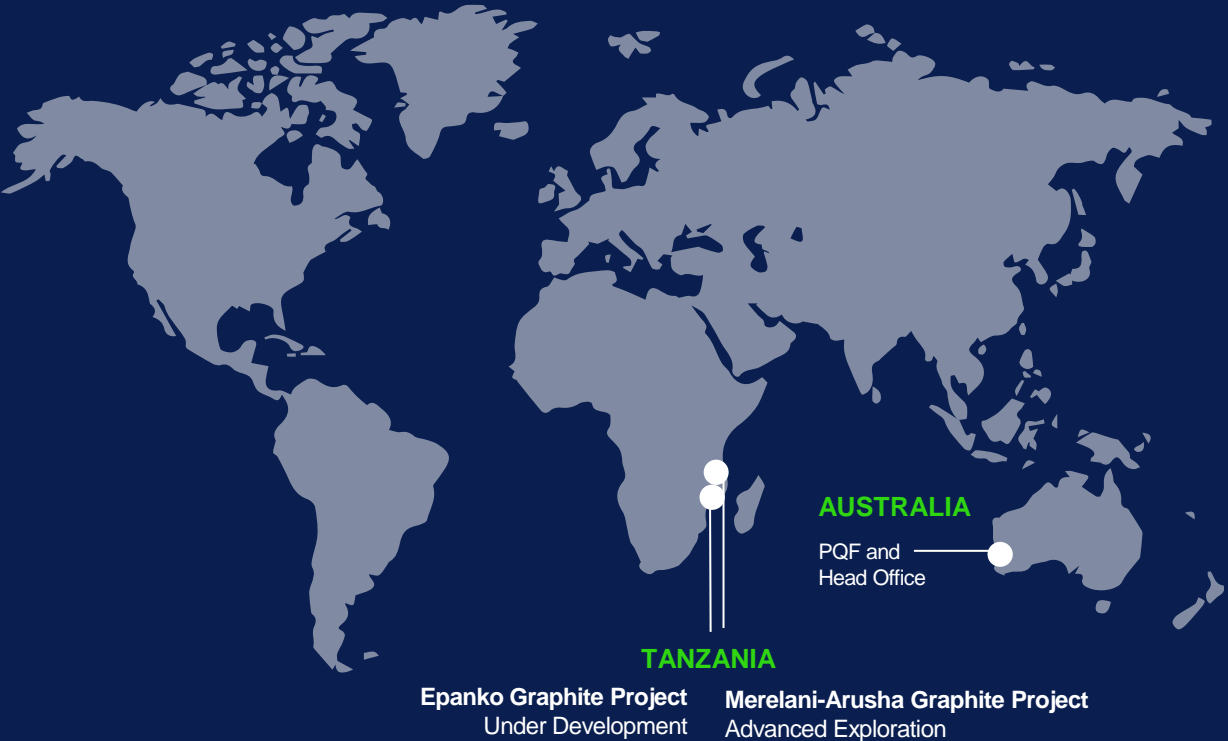 AUSTRALIA
PQF and
Head Office
TANZANIA
Epanko Graphite Project
Under Development
Merelani-Arusha Graphite Project
Advanced Exploration